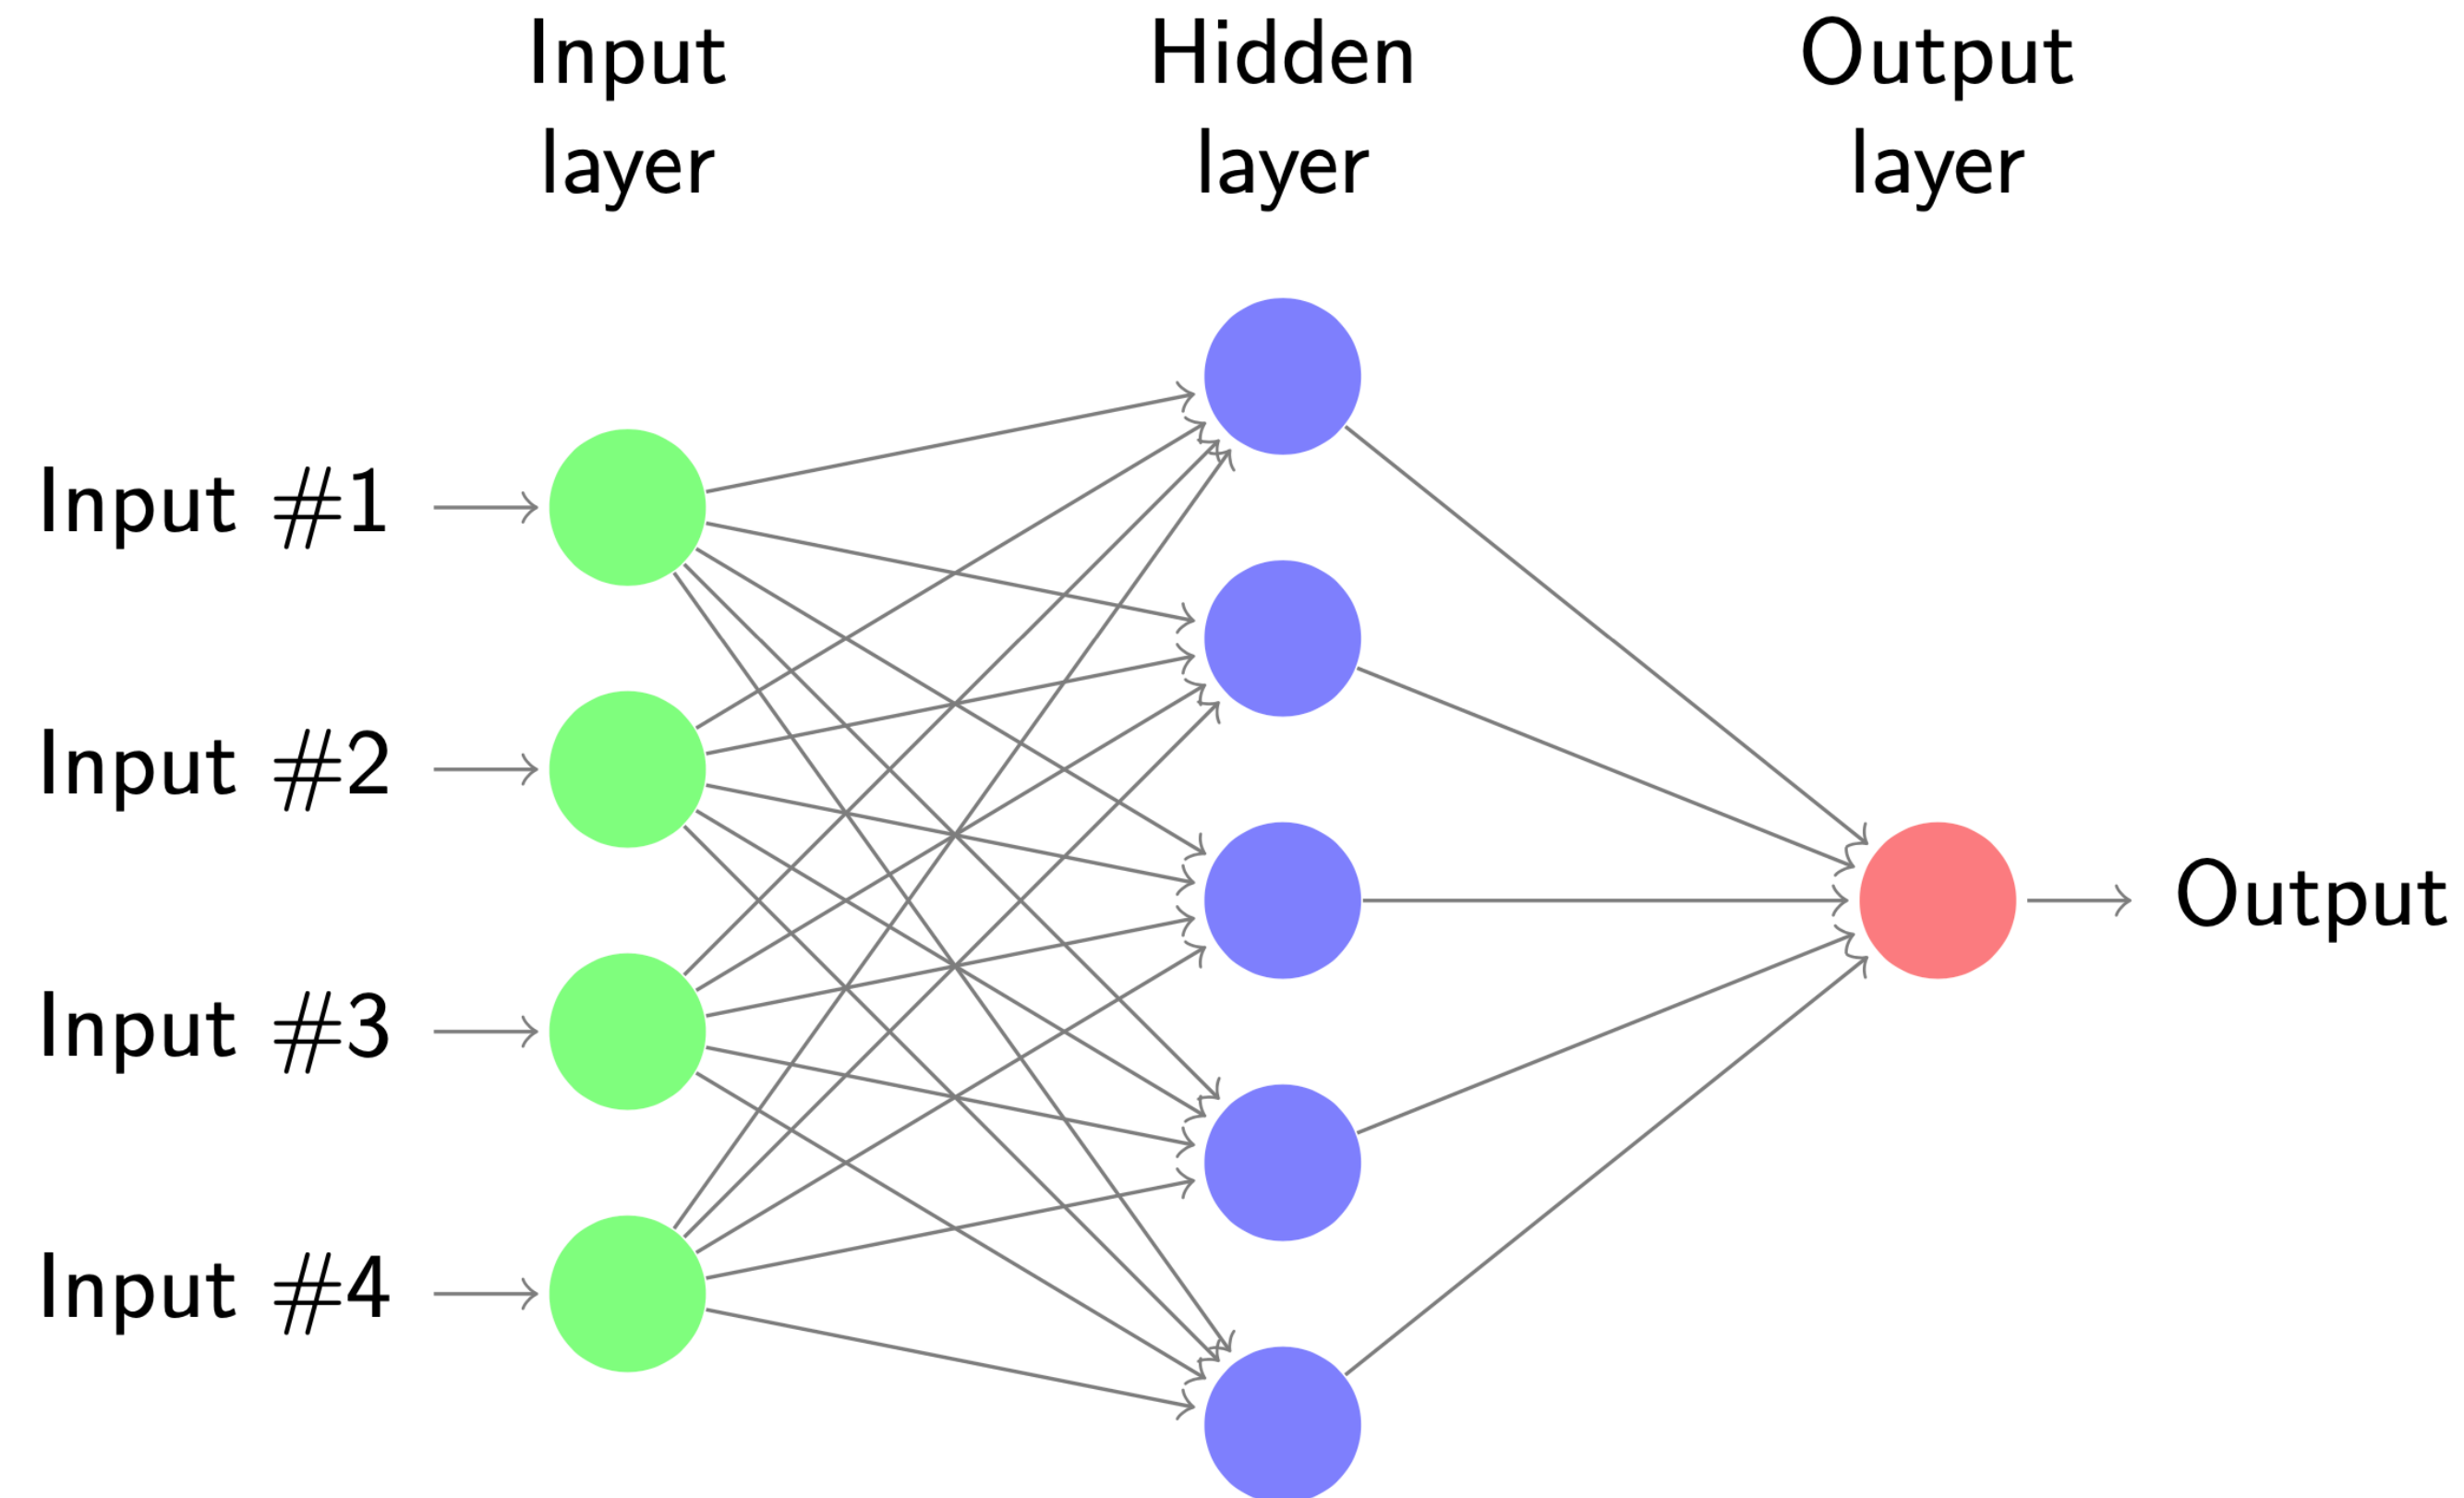 Input
layer
Hidden
layer
Output
layer
Input #1
Input #2
Input #3
Input #4
Output